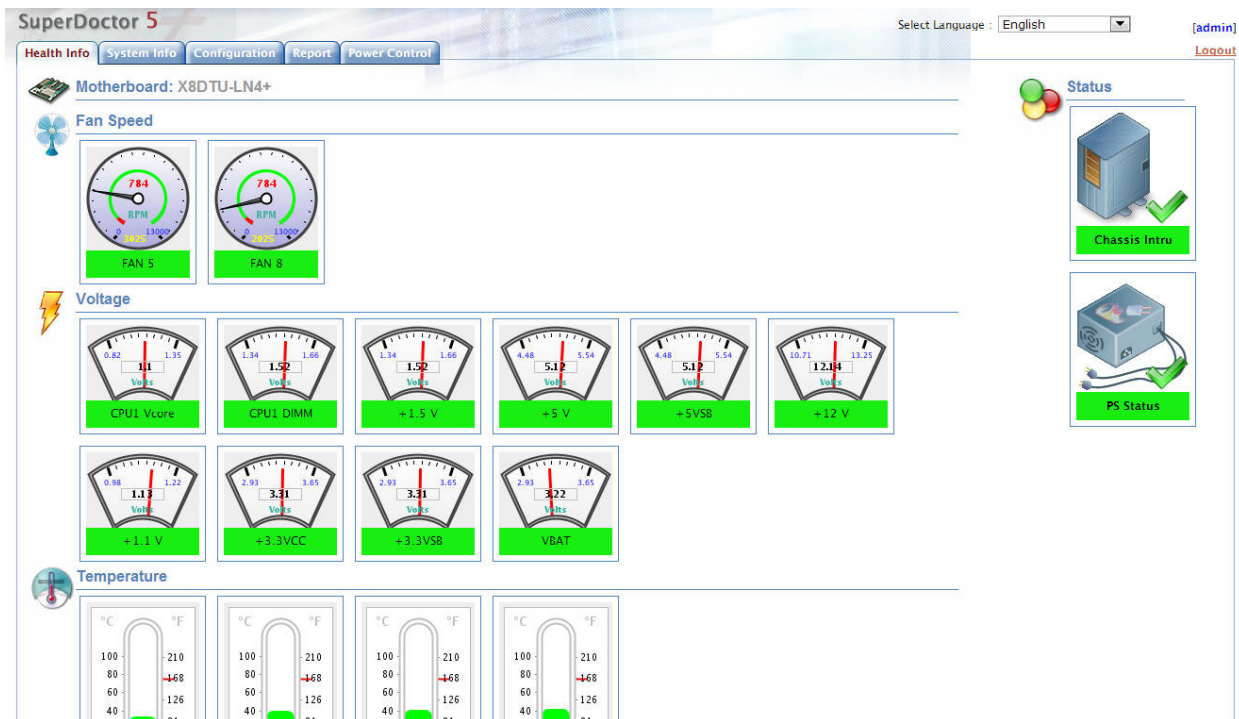 SuperDoctor 5
Select Language : English
[admin]
Health Info System Info Configuration Report Power Control
Logout
Motherboard: X8DTU-LN4+
Status
Fan Speed
784 784
RPM RPM
0 13000 0 13000
3025 2025
FAN 5 FAN 8
Chassis Intru
Voltage
0.82 1.35 1.34 1.66 1.34 1.66 4.48 5.54 4.48 5.54 10.71 13.25
1.1 1.52 1.52 5.12 5.12 12.14
Volts Volts Volts Volts Volts Volts
CPU1 Vcore CPU1 DIMM +1.5 V +5 V +5VSB +12 V
PS Status
0.98 1.22 2.93 3.65 2.93 3.65 2.93 3.65
1.13 3.31 3.31 3.22
Volts Volts Volts Volts
+1.1 V +3.3VCC +3.3VSB VBAT
Temperature
°C °F °C °F °C °F °C °F
100 210 100 210 100 210 100 210
80 168 80 168 80 168 80 168
60 126 60 126 60 126 60 126
40 40 40 40